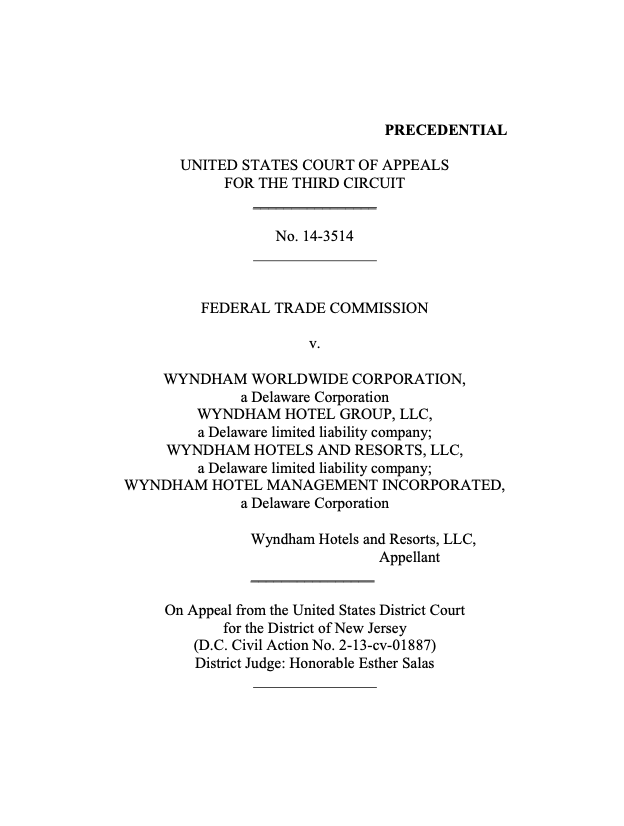 PRECEDENTIAL
UNITED STATES COURT OF APPEALS
FOR THE THIRD CIRCUIT
No. 14-3514
FEDERAL TRADE COMMISSION
v.
WYNDHAM WORLDWIDE CORPORATION,
a Delaware Corporation
WYNDHAM HOTEL GROUP, LLC,
a Delaware limited liability company;
WYNDHAM HOTELS AND RESORTS, LLC,
a Delaware limited liability company;
WYNDHAM HOTEL MANAGEMENT INCORPORATED,
a Delaware Corporation
Wyndham Hotels and Resorts, LLC,
Appellant
On Appeal from the United States District Court
for the District of New Jersey
(D.C. Civil Action No. 2-13-cv-01887)
District Judge: Honorable Esther Salas